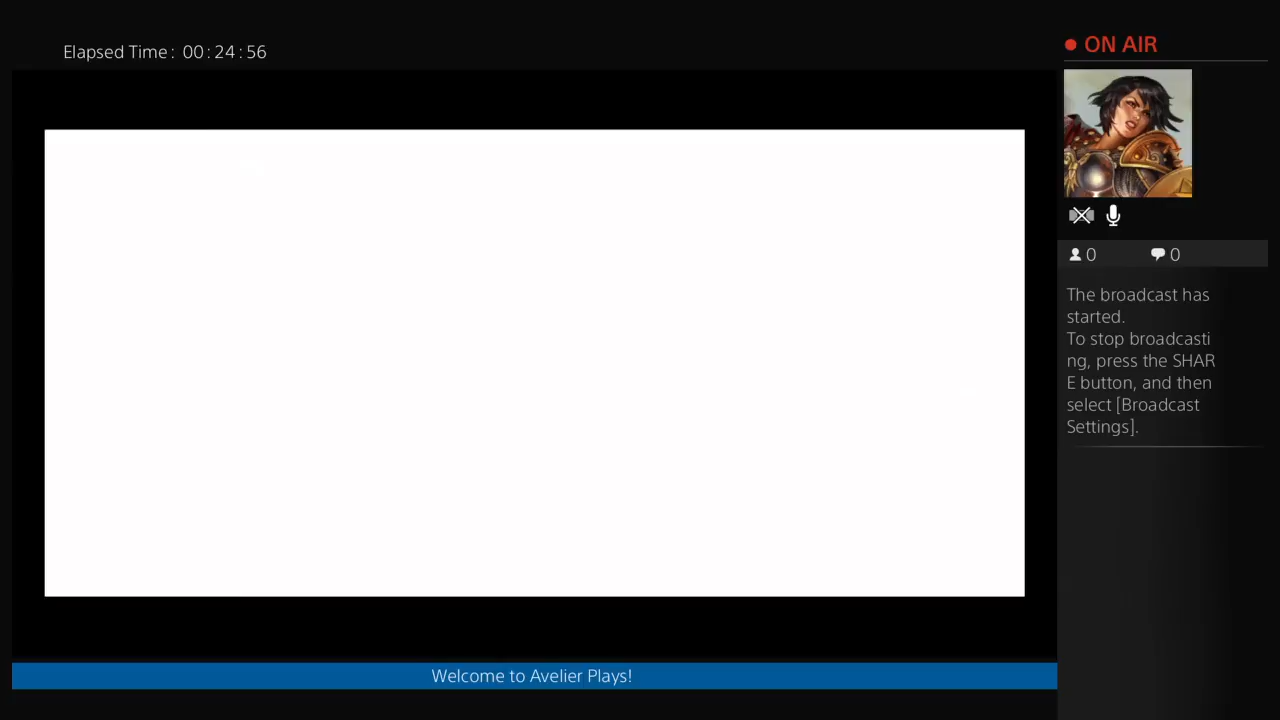 Elapsed Time: 00:24:56
ON AIR
0 0
The broadcast has
started.
To stop broadcasti
ng, press the SHAR
E button, and then
select [Broadcast
Settings].
Welcome to Avelier Plays!